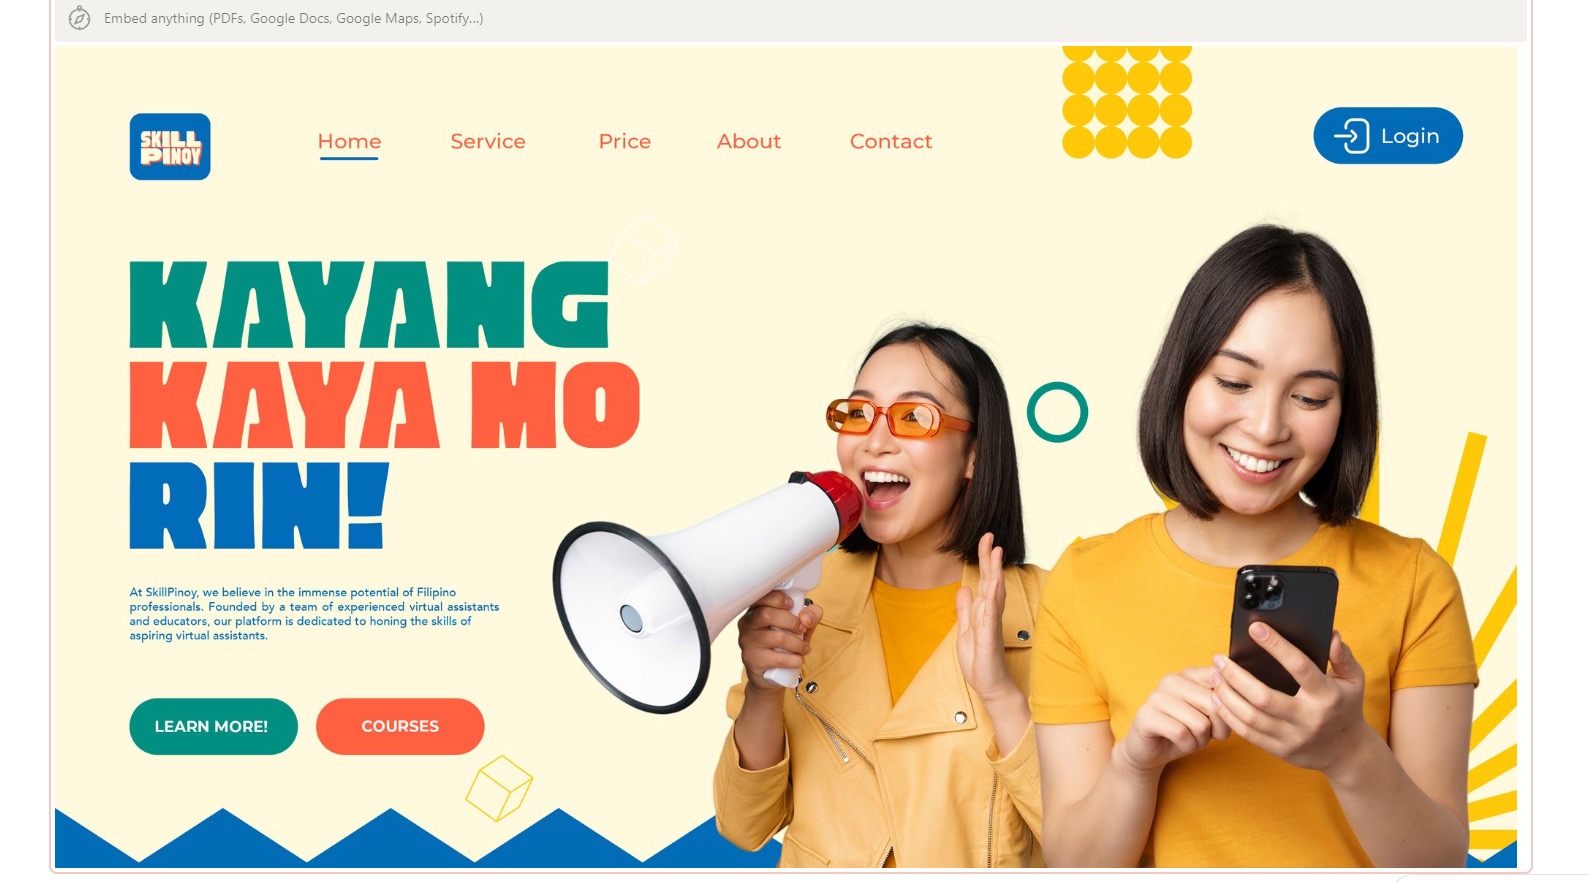 Embed anything (PDFs, Google Docs, Google Maps, Spotify...)
SKILL
PINOY
Home Service Price About Contact
Login
KAYANG
KAYA MO
RIN!
At SkillPinoy, we believe in the immense potential of Filipino
professionals. Founded by a team of experienced virtual assistants
and educators, our platform is dedicated to honing the skills of
aspiring virtual assistants.
LEARN MORE! COURSES